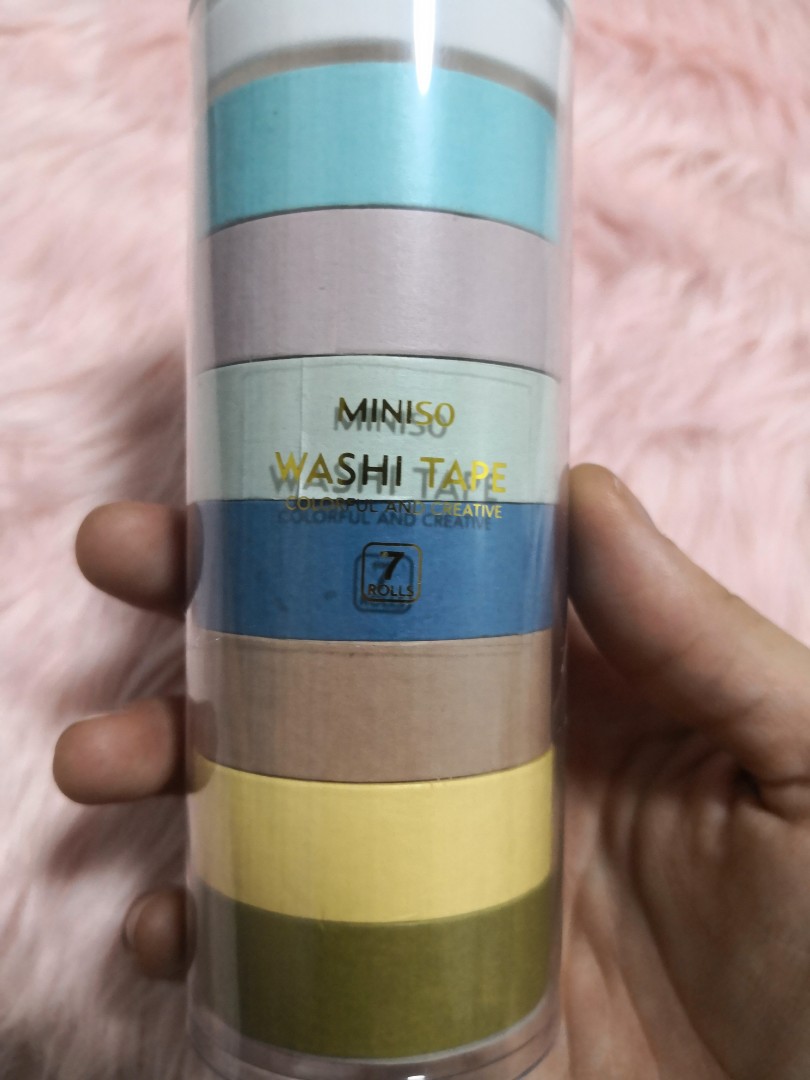 MINISO
WASHI TAPE
COLORFUL AND CREATIVE
7
ROLLS